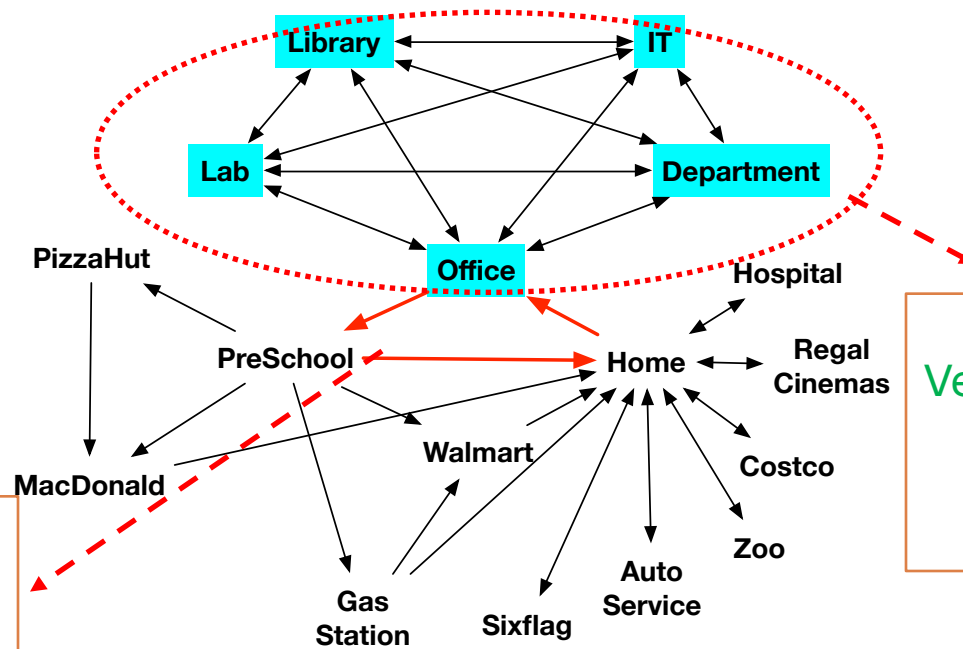 Library
IT
Lab
Department
Office
PizzaHut
Hospital
PreSchool
Home
Regal
Cinemas
Walmart
Costco
MacDonald
Zoo
Gas
Station
Auto
Service
Sixflag